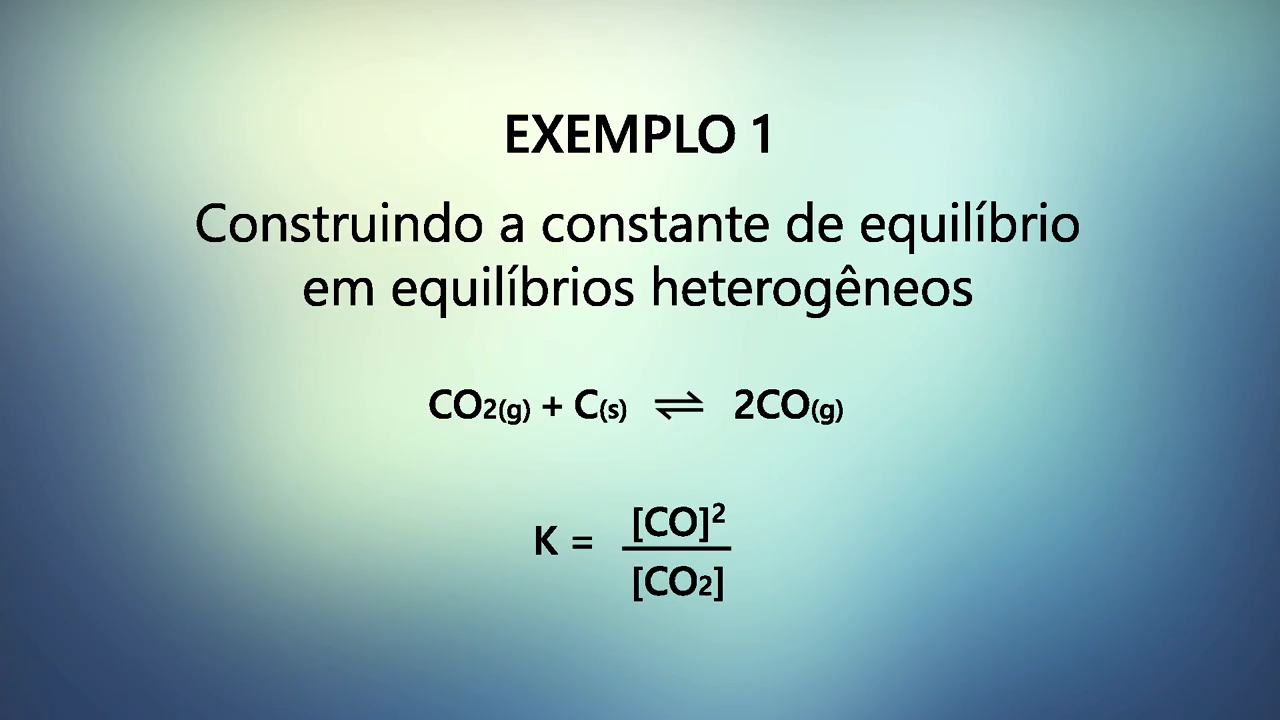 EXEMPLO 1
Construindo a constante de equilíbrio
em equilíbrios heterogêneos
CO2(g) + C(s) ⇌ 2CO(g)
K = [CO]²
[CO2]